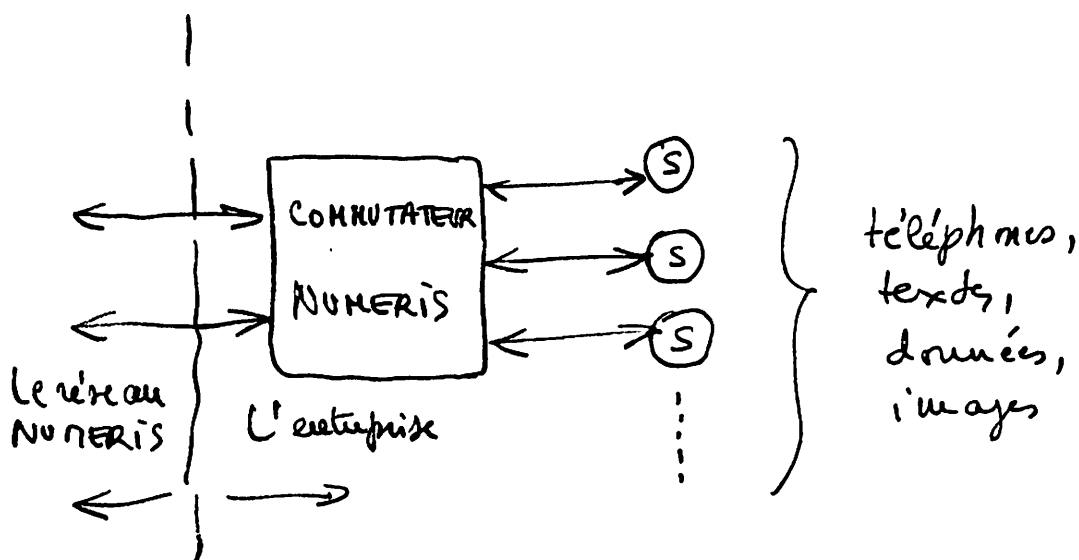 COMMUTATEUR
NUMERIS
S
S
S
téléphones,
textes,
données,
images
Le réseau
NUMERIS
L'entreprise